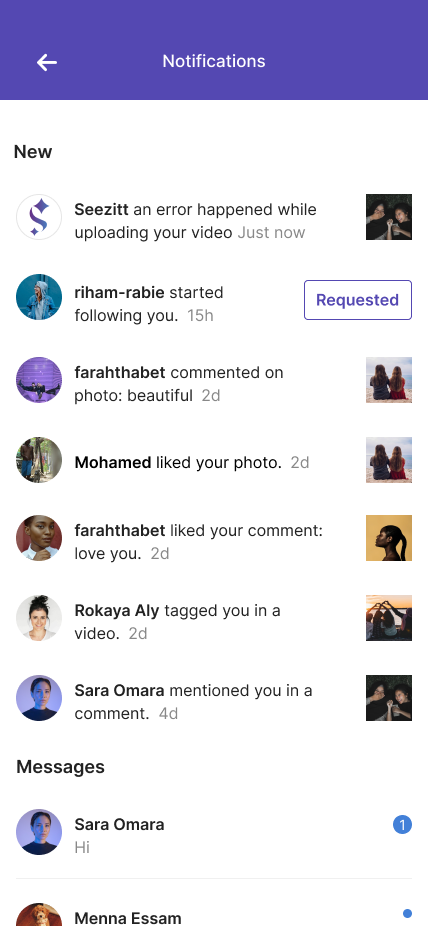 Notifications
New
Seezitt an error happened while
uploading your video Just now
riham-rabie started
following you. 15h
Requested
farahthabet commented on
photo: beautiful 2d
Mohamed liked your photo. 2d
farahthabet liked your comment:
love you. 2d
Rokaya Aly tagged you in a
video. 2d
Sara Omara mentioned you in a
comment. 4d
Messages
Sara Omara
1
Hi
Menna Essam